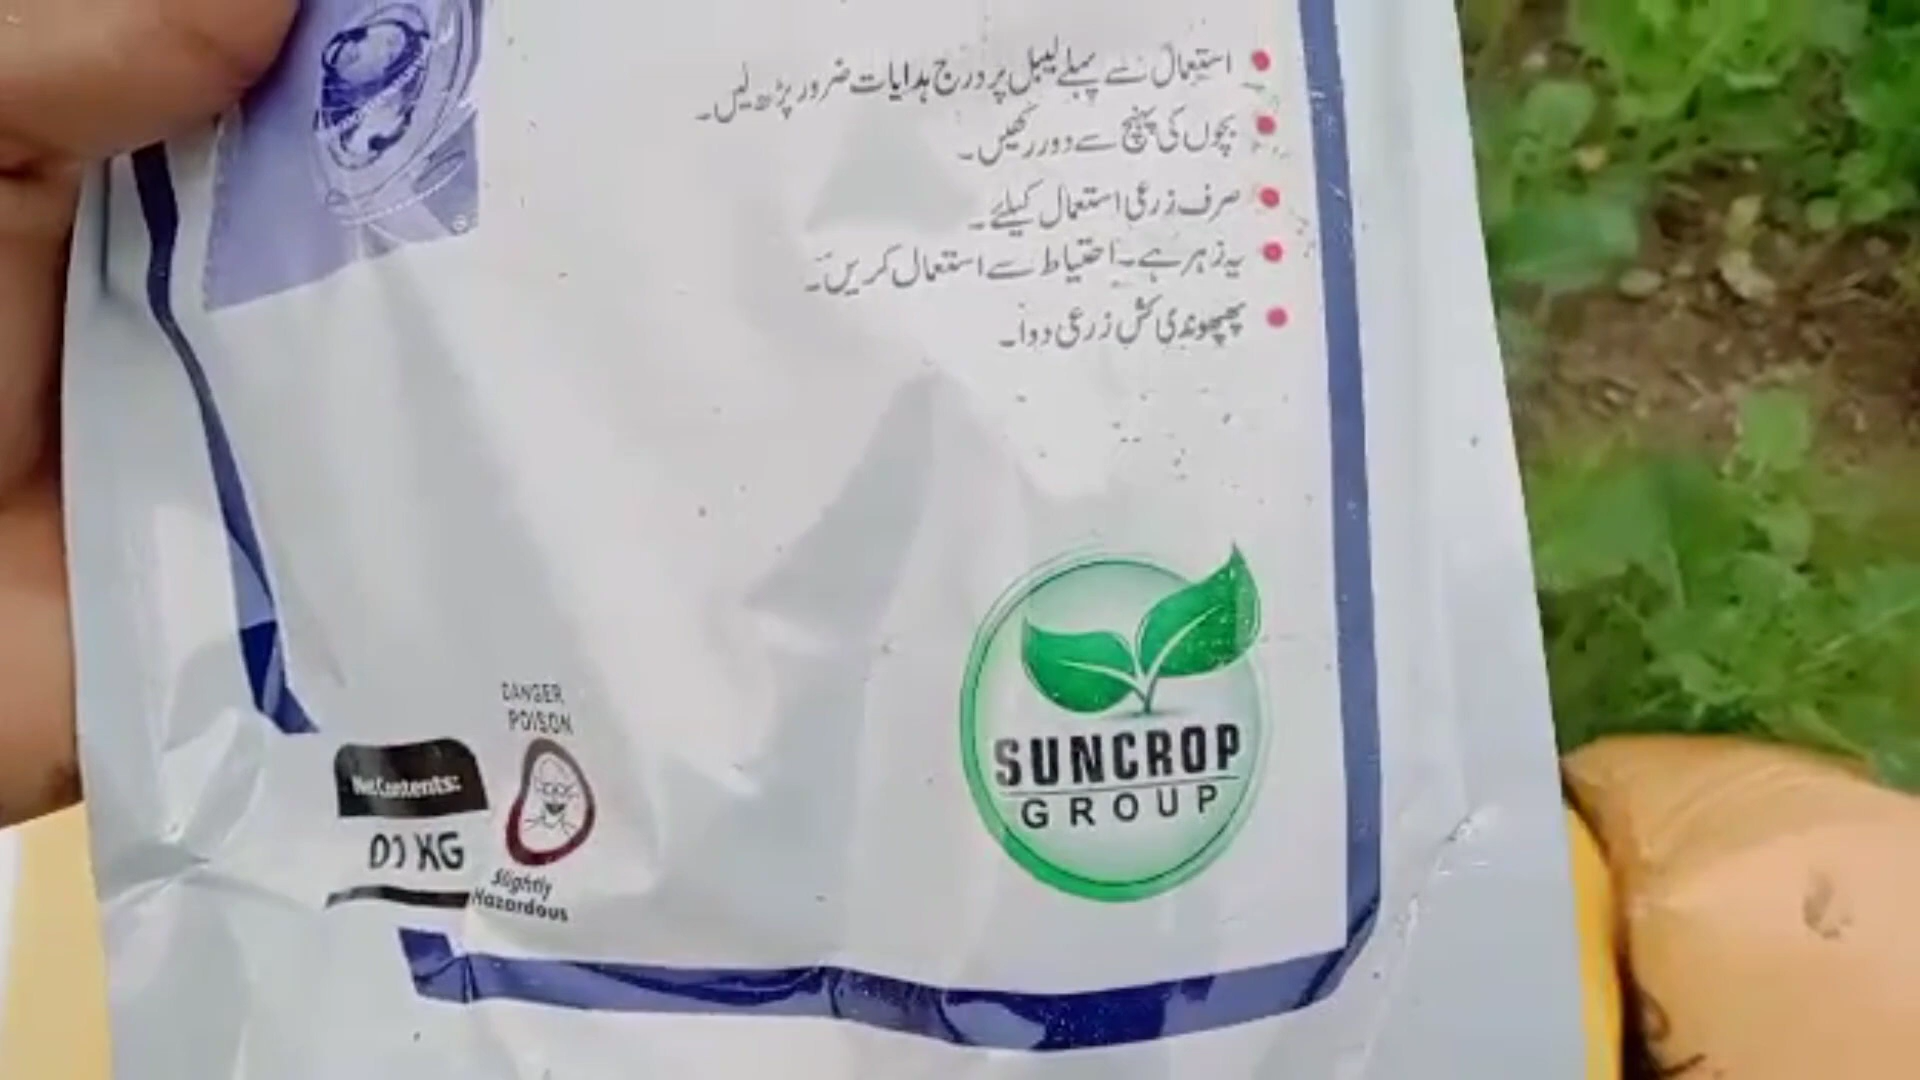 استعمال سے پہلے لیبل پر درج ہدایات ضرور پڑھ لیں۔
بچوں کی پہنچ سے دور رکھیں۔
صرف زرعی استعمال کیلئے۔
یہ زہر ہے۔ احتیاط سے استعمال کریں۔
پھپھوندی کش زرعی دوا۔
DANGER
POISON
Net Contents:
01 KG
Slightly
Hazardous
SUNCROP
GROUP